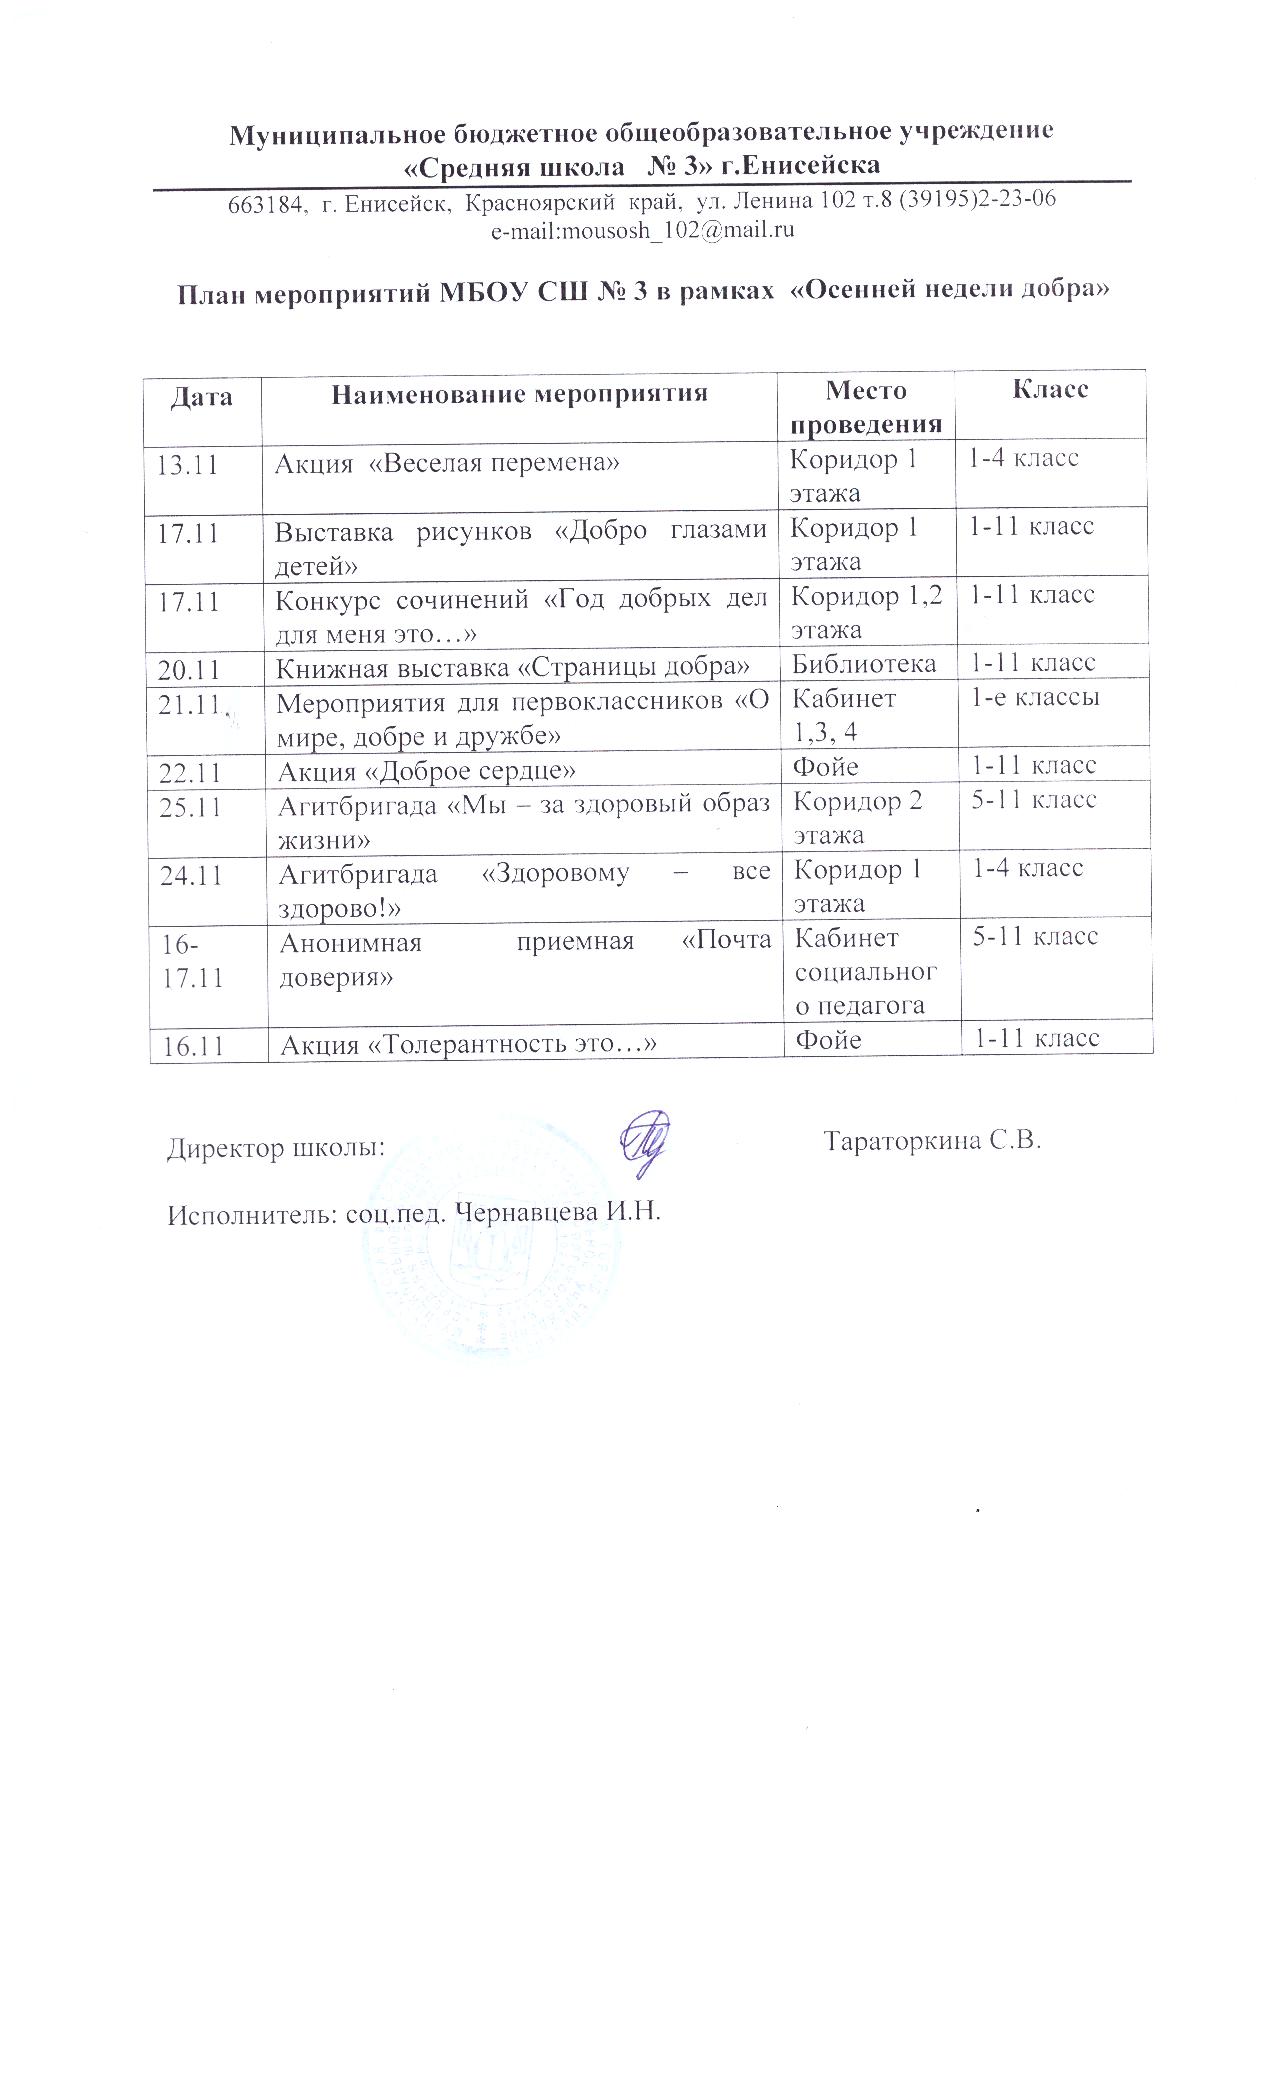 Муниципальное бюджетное общеобразовательное учреждение
«Средняя школа № 3» г.Енисейска
663184, г. Енисейск, Красноярский край, ул. Ленина 102 т.8 (39195)2-23-06
e-mail:mousosh_102@mail.ru
План мероприятий МБОУ СШ № 3 в рамках «Осенней недели добра»
Дата Наименование мероприятия Место Класс
проведения
13.11 Акция «Веселая перемена» Коридор 1 1-4 класс
этажа
17.11 Выставка рисунков «Добро глазами Коридор 1 1-11 класс
детей» этажа
17.11 Конкурс сочинений «Год добрых дел Коридор 1,2 1-11 класс
для меня это…» этажа
20.11 Книжная выставка «Страницы добра» Библиотека 1-11 класс
21.11. Мероприятия для первоклассников «О Кабинет 1-е классы
мире, добре и дружбе» 1,3, 4
22.11 Акция «Доброе сердце» Фойе 1-11 класс
25.11 Агитбригада «Мы – за здоровый образ Коридор 2 5-11 класс
жизни» этажа
24.11 Агитбригада «Здоровому – все Коридор 1 1-4 класс
здорово!» этажа
16- Анонимная приемная «Почта Кабинет 5-11 класс
17.11 доверия» социальног
о педагога
16.11 Акция «Толерантность это…» Фойе 1-11 класс
Директор школы: Тараторкина С.В.
Исполнитель: соц.пед. Чернавцева И.Н.